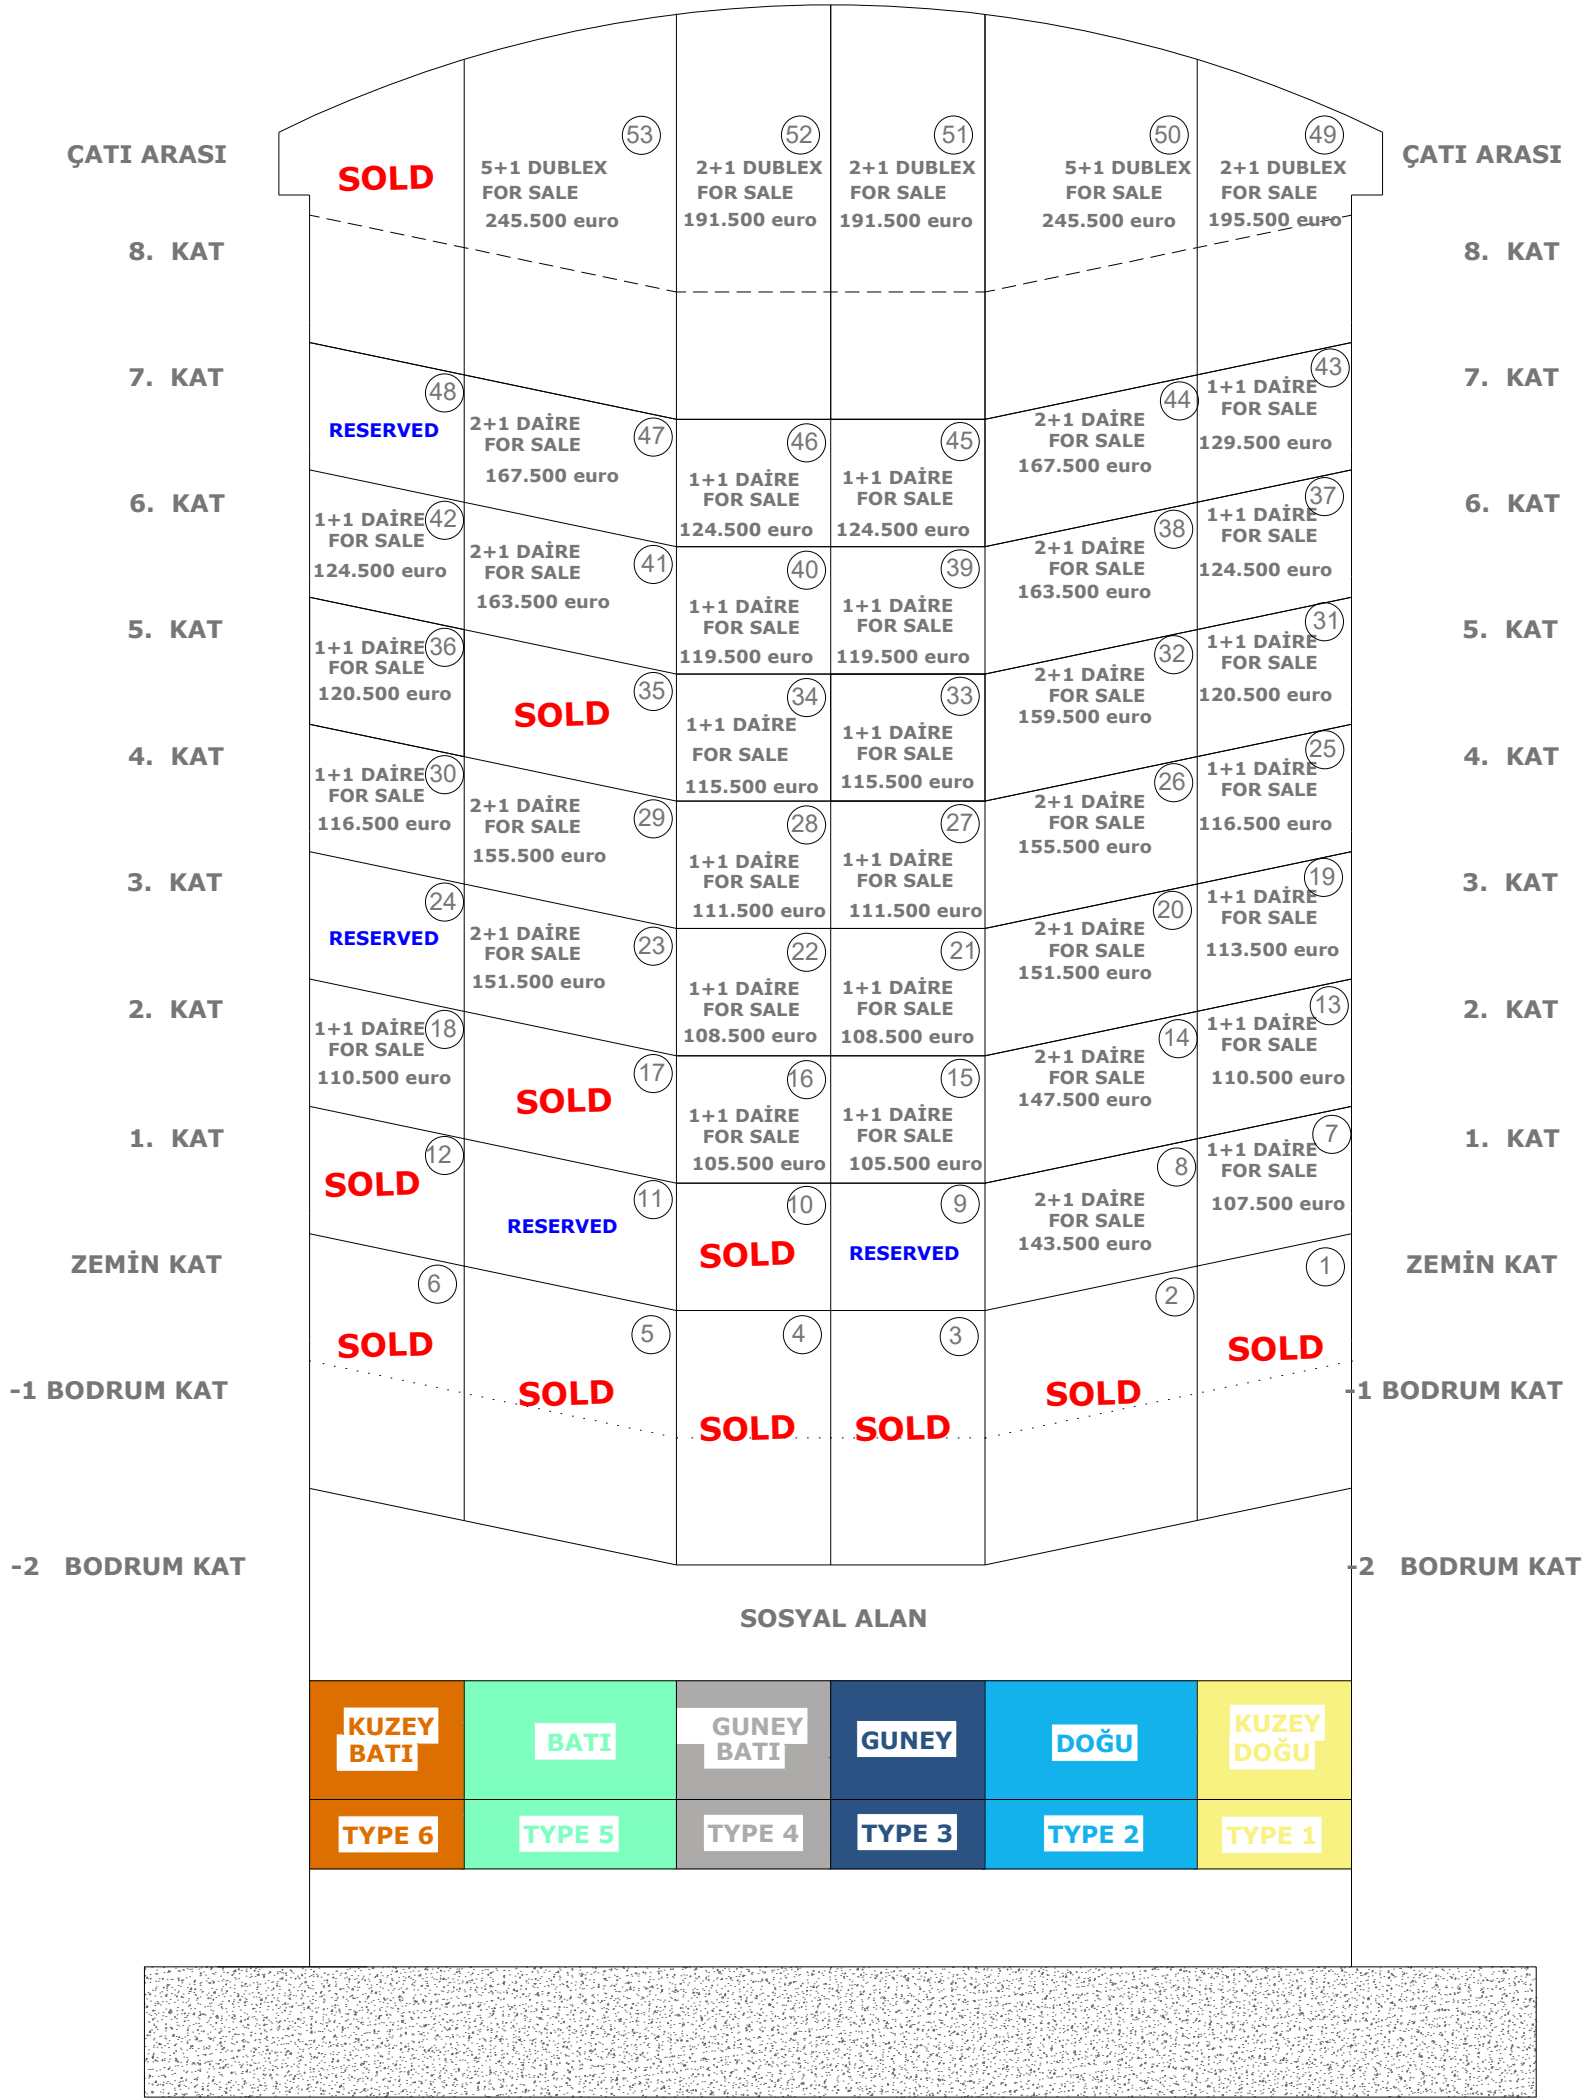 53
52
51
50
49
ÇATI ARASI
SOLD
5+1 DUBLEX
FOR SALE
245.500 euro
2+1 DUBLEX
FOR SALE
191.500 euro
2+1 DUBLEX
FOR SALE
191.500 euro
5+1 DUBLEX
FOR SALE
245.500 euro
2+1 DUBLEX
FOR SALE
195.500 euro
ÇATI ARASI
8. KAT
8. KAT
7. KAT
48
RESERVED
47
2+1 DAİRE
FOR SALE
167.500 euro
46
1+1 DAİRE
FOR SALE
124.500 euro
45
1+1 DAİRE
FOR SALE
124.500 euro
44
2+1 DAİRE
FOR SALE
167.500 euro
43
1+1 DAİRE
FOR SALE
129.500 euro
7. KAT
6. KAT
42
1+1 DAİRE
FOR SALE
124.500 euro
41
2+1 DAİRE
FOR SALE
163.500 euro
40
1+1 DAİRE
FOR SALE
119.500 euro
39
1+1 DAİRE
FOR SALE
119.500 euro
38
2+1 DAİRE
FOR SALE
163.500 euro
37
1+1 DAİRE
FOR SALE
124.500 euro
6. KAT
5. KAT
36
1+1 DAİRE
FOR SALE
120.500 euro
35
SOLD
34
1+1 DAİRE
FOR SALE
115.500 euro
33
1+1 DAİRE
FOR SALE
115.500 euro
32
2+1 DAİRE
FOR SALE
159.500 euro
31
1+1 DAİRE
FOR SALE
120.500 euro
5. KAT
4. KAT
30
1+1 DAİRE
FOR SALE
116.500 euro
29
2+1 DAİRE
FOR SALE
155.500 euro
28
1+1 DAİRE
FOR SALE
111.500 euro
27
1+1 DAİRE
FOR SALE
111.500 euro
26
2+1 DAİRE
FOR SALE
155.500 euro
25
1+1 DAİRE
FOR SALE
116.500 euro
4. KAT
3. KAT
24
RESERVED
23
2+1 DAİRE
FOR SALE
151.500 euro
22
1+1 DAİRE
FOR SALE
108.500 euro
21
1+1 DAİRE
FOR SALE
108.500 euro
20
2+1 DAİRE
FOR SALE
151.500 euro
19
1+1 DAİRE
FOR SALE
113.500 euro
3. KAT
2. KAT
18
1+1 DAİRE
FOR SALE
110.500 euro
17
SOLD
16
1+1 DAİRE
FOR SALE
105.500 euro
15
1+1 DAİRE
FOR SALE
105.500 euro
14
2+1 DAİRE
FOR SALE
147.500 euro
13
1+1 DAİRE
FOR SALE
110.500 euro
2. KAT
1. KAT
12
SOLD
11
RESERVED
10
SOLD
9
RESERVED
8
2+1 DAİRE
FOR SALE
143.500 euro
7
1+1 DAİRE
FOR SALE
107.500 euro
1. KAT
ZEMİN KAT
6
SOLD
5
SOLD
4
SOLD
3
SOLD
2
SOLD
1
SOLD
ZEMİN KAT
-1 BODRUM KAT
-1 BODRUM KAT
-2 BODRUM KAT
-2 BODRUM KAT
SOSYAL ALAN
KUZEY
BATI
BATI
GUNEY
BATI
GUNEY
DOĞU
KUZEY
DOĞU
TYPE 6
TYPE 5
TYPE 4
TYPE 3
TYPE 2
TYPE 1